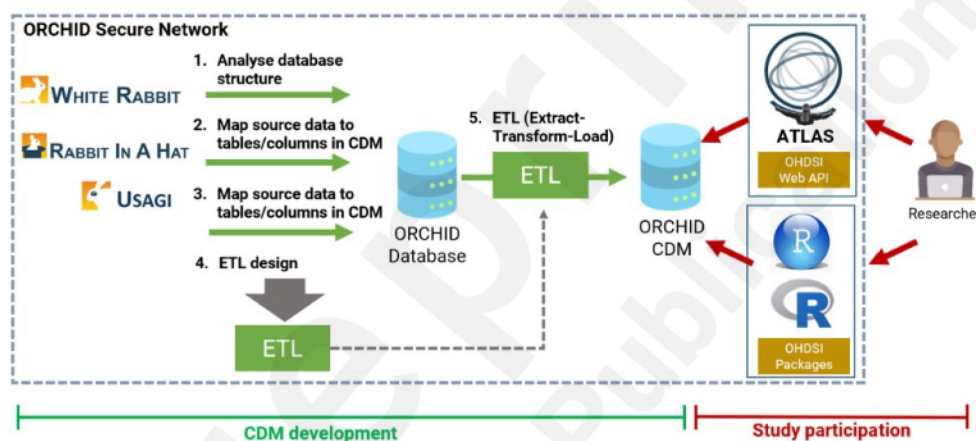 ORCHID Secure Network
1. Analyse database
structure
WHITE RABBIT
2. Map source data to
tables/columns in CDM
RABBIT IN A HAT
3. Map source data to
tables/columns in CDM
USAGI
4. ETL design
ETL
ORCHID
Database
5. ETL (Extract-
Transform-Load)
ETL
ORCHID
CDM
ATLAS
OHDSI
Web API
R
R
OHDSI
Packages
Researche
CDM development
Study participation